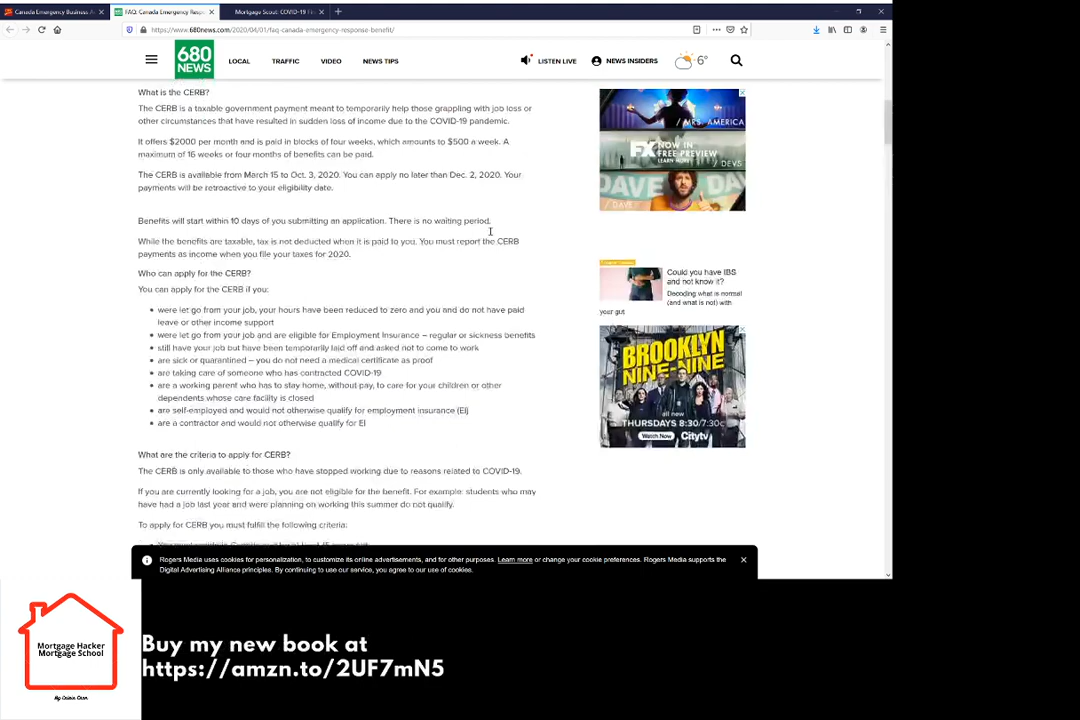 Canada Emergency Business A
FAQ: Canada Emergency Resp
Mortgage Scout: COVID-19 Fi
https://www.680news.com/2020/04/01/faq-canada-emergency-response-benefit/
680
NEWS
LOCAL
TRAFFIC
VIDEO
NEWS TIPS
LISTEN LIVE
NEWS INSIDERS
6°
What is the CERB?
The CERB is a taxable government payment meant to temporarily help those grappling with job loss or
other circumstances that have resulted in sudden loss of income due to the COVID-19 pandemic.
It offers $2000 per month and is paid in blocks of four weeks, which amounts to $500 a week. A
maximum of 16 weeks or four months of benefits can be paid.
The CERB is available from March 15 to Oct. 3, 2020. You can apply no later than Dec. 2, 2020. Your
payments will be retroactive to your eligibility date.
Benefits will start within 10 days of you submitting an application. There is no waiting period.
While the benefits are taxable, tax is not deducted when it is paid to you. You must report the CERB
payments as income when you file your taxes for 2020.
Who can apply for the CERB?
You can apply for the CERB if you:
• were let go from your job, your hours have been reduced to zero and you and do not have paid
leave or other income support
• were let go from your job and are eligible for Employment Insurance – regular or sickness benefits
• still have your job but have been temporarily laid off and asked not to come to work
• are sick or quarantined – you do not need a medical certificate as proof
• are taking care of someone who has contracted COVID-19
• are a working parent who has to stay home, without pay, to care for your children or other
dependents whose care facility is closed
• are self-employed and would not otherwise qualify for employment insurance (EI)
• are a contractor and would not otherwise qualify for EI
What are the criteria to apply for CERB?
The CERB is only available to those who have stopped working due to reasons related to COVID-19.
If you are currently looking for a job, you are not eligible for the benefit. For example: students who may
have had a job last year and were planning on working this summer do not qualify.
To apply for CERB you must fulfill the following criteria:
/ MRS. AMERICA
FX NOW IN
FREE PREVIEW
LEARN MORE
/ DEVS
DAVE
/ DAVE
Could you have IBS
and not know it?
Decoding what is normal
(and what is not) with
your gut
BROOKLYN
NINE-NINE
all new
THURSDAYS 8:30/7:30c
Watch Now
Citytv
Rogers Media uses cookies for personalization, to customize its online advertisements, and for other purposes. Learn more or change your cookie preferences. Rogers Media supports the
Digital Advertising Alliance principles. By continuing to use our service, you agree to our use of cookies.
Mortgage Hacker
Mortgage School
Buy my new book at
https://amzn.to/2UF7mN5